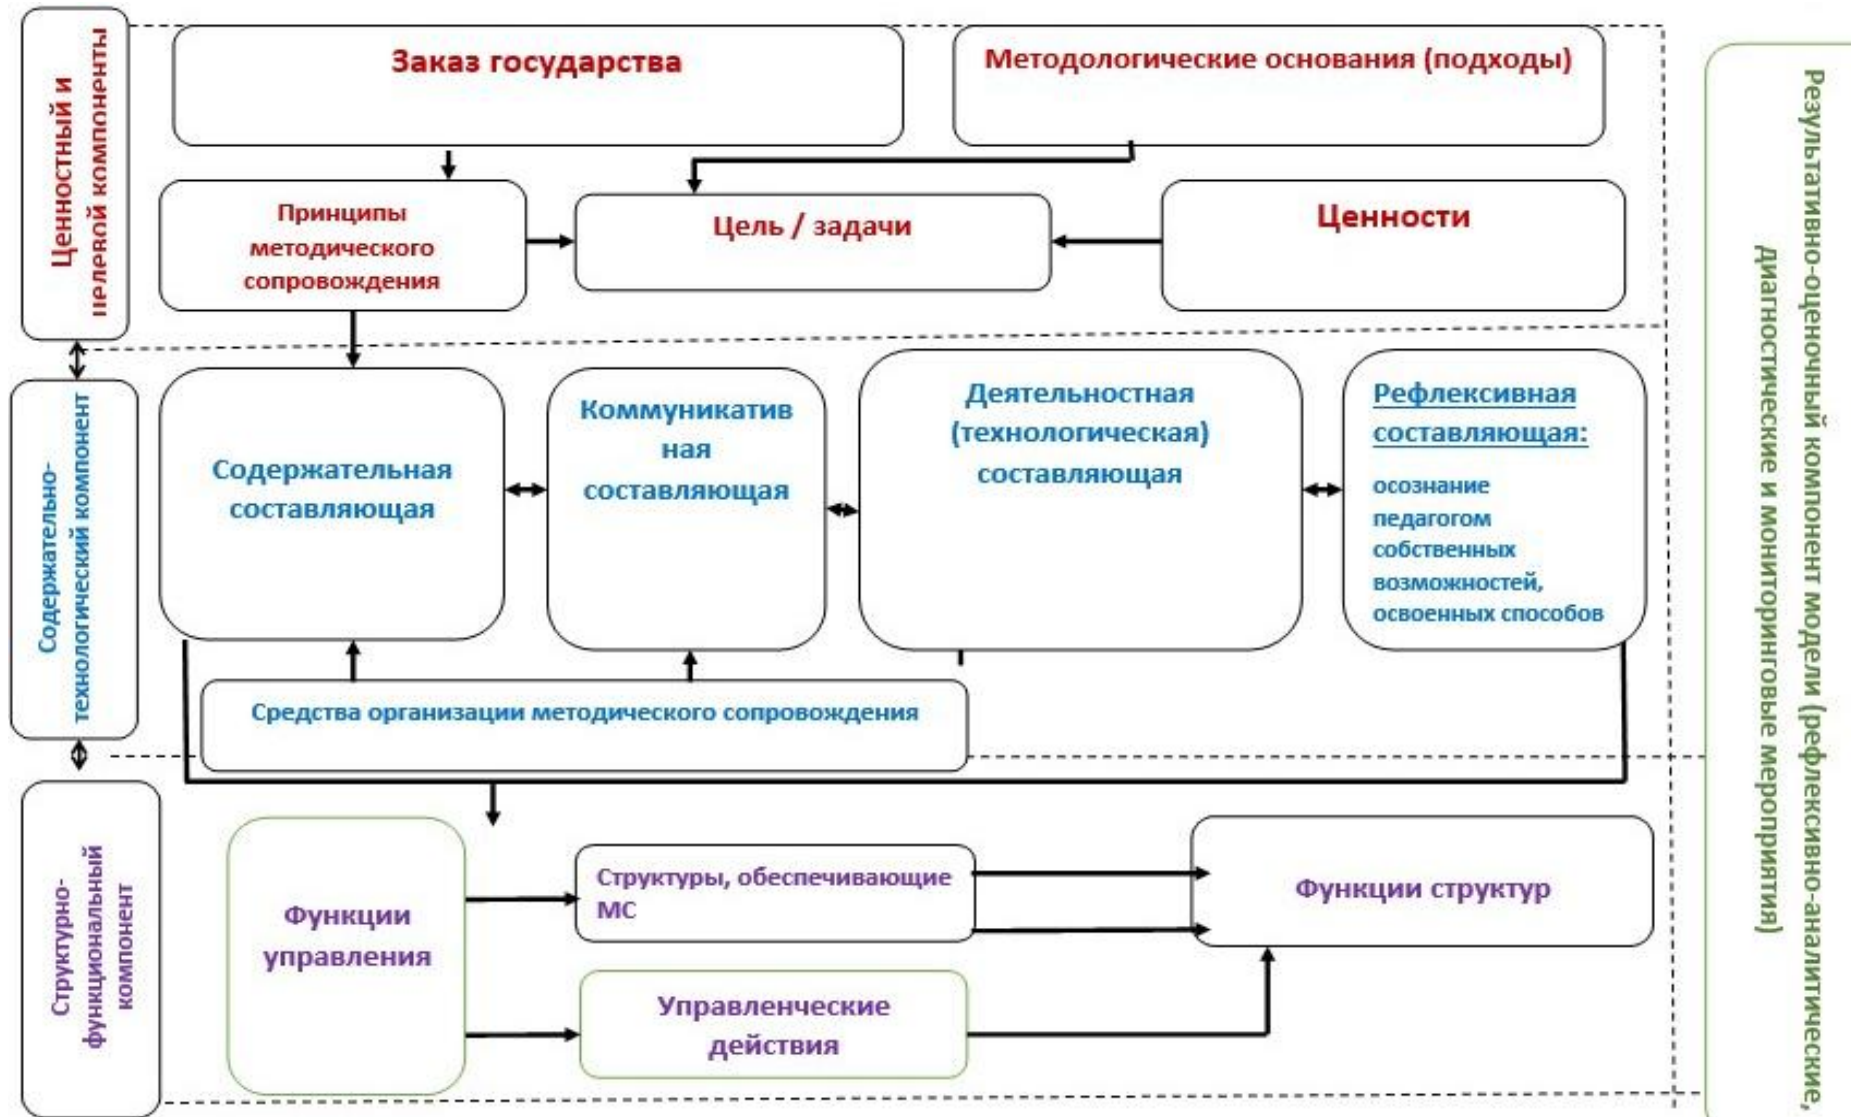 Ценностный и
целевой компоненты
Заказ государства
Методологические основания (подходы)
Принципы
методического
сопровождения
Цель / задачи
Ценности
Содержательно-
технологический компонент
Содержательная
составляющая
Коммуникатив
ная
составляющая
Деятельностная
(технологическая)
составляющая
Рефлексивная
составляющая:
осознание
педагогом
собственных
возможностей,
освоенных способов
Средства организации методического сопровождения
Структурно-
функциональный
компонент
Функции
управления
Структуры, обеспечивающие
МС
Управленческие
действия
Функции структур
Результативно-оценочный компонент модели (рефлексивно-аналитические,
диагностические и мониторинговые мероприятия)